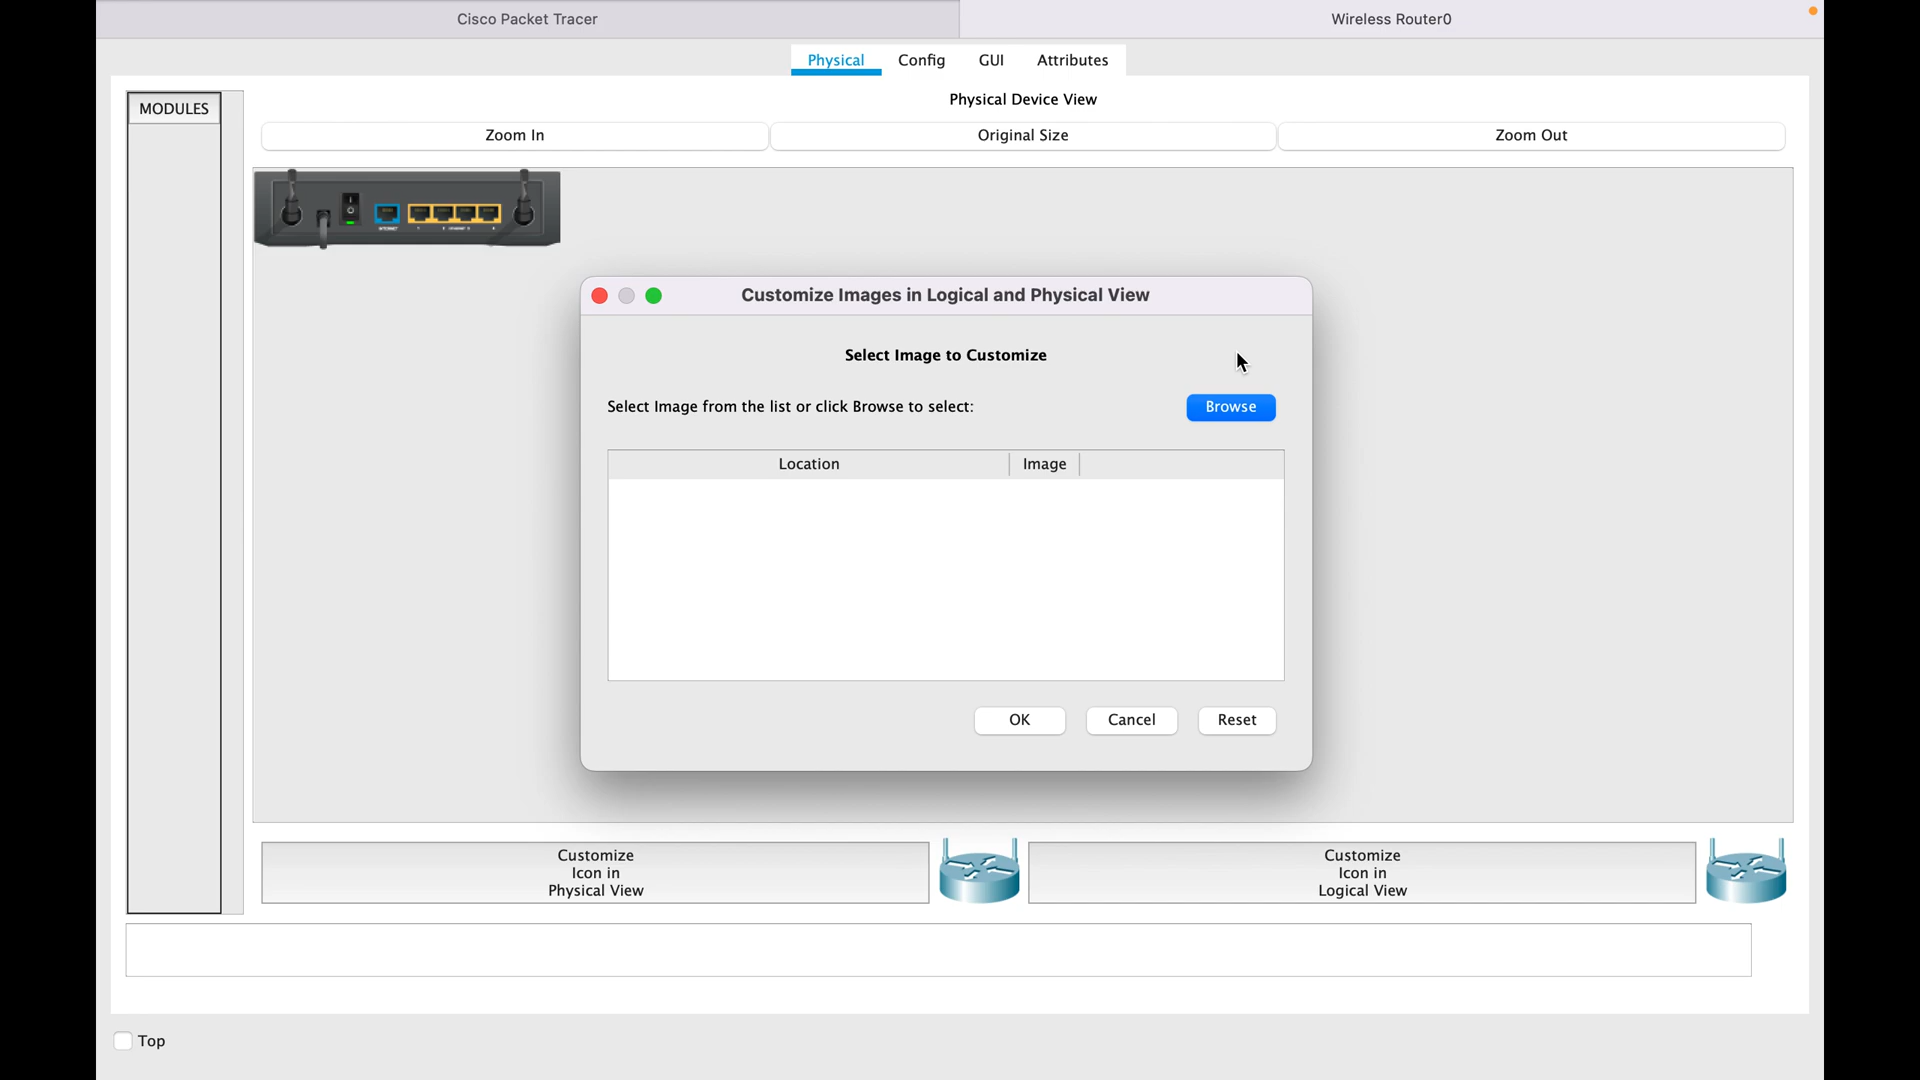 Cisco Packet Tracer
Wireless Router0
Physical
Config
GUI
Attributes
MODULES
Physical Device View
Zoom In
Original Size
Zoom Out
Customize Images in Logical and Physical View
Select Image to Customize
Select Image from the list or click Browse to select:
Browse
Location
Image
OK
Cancel
Reset
Customize
Icon in
Physical View
Customize
Icon in
Logical View
Top